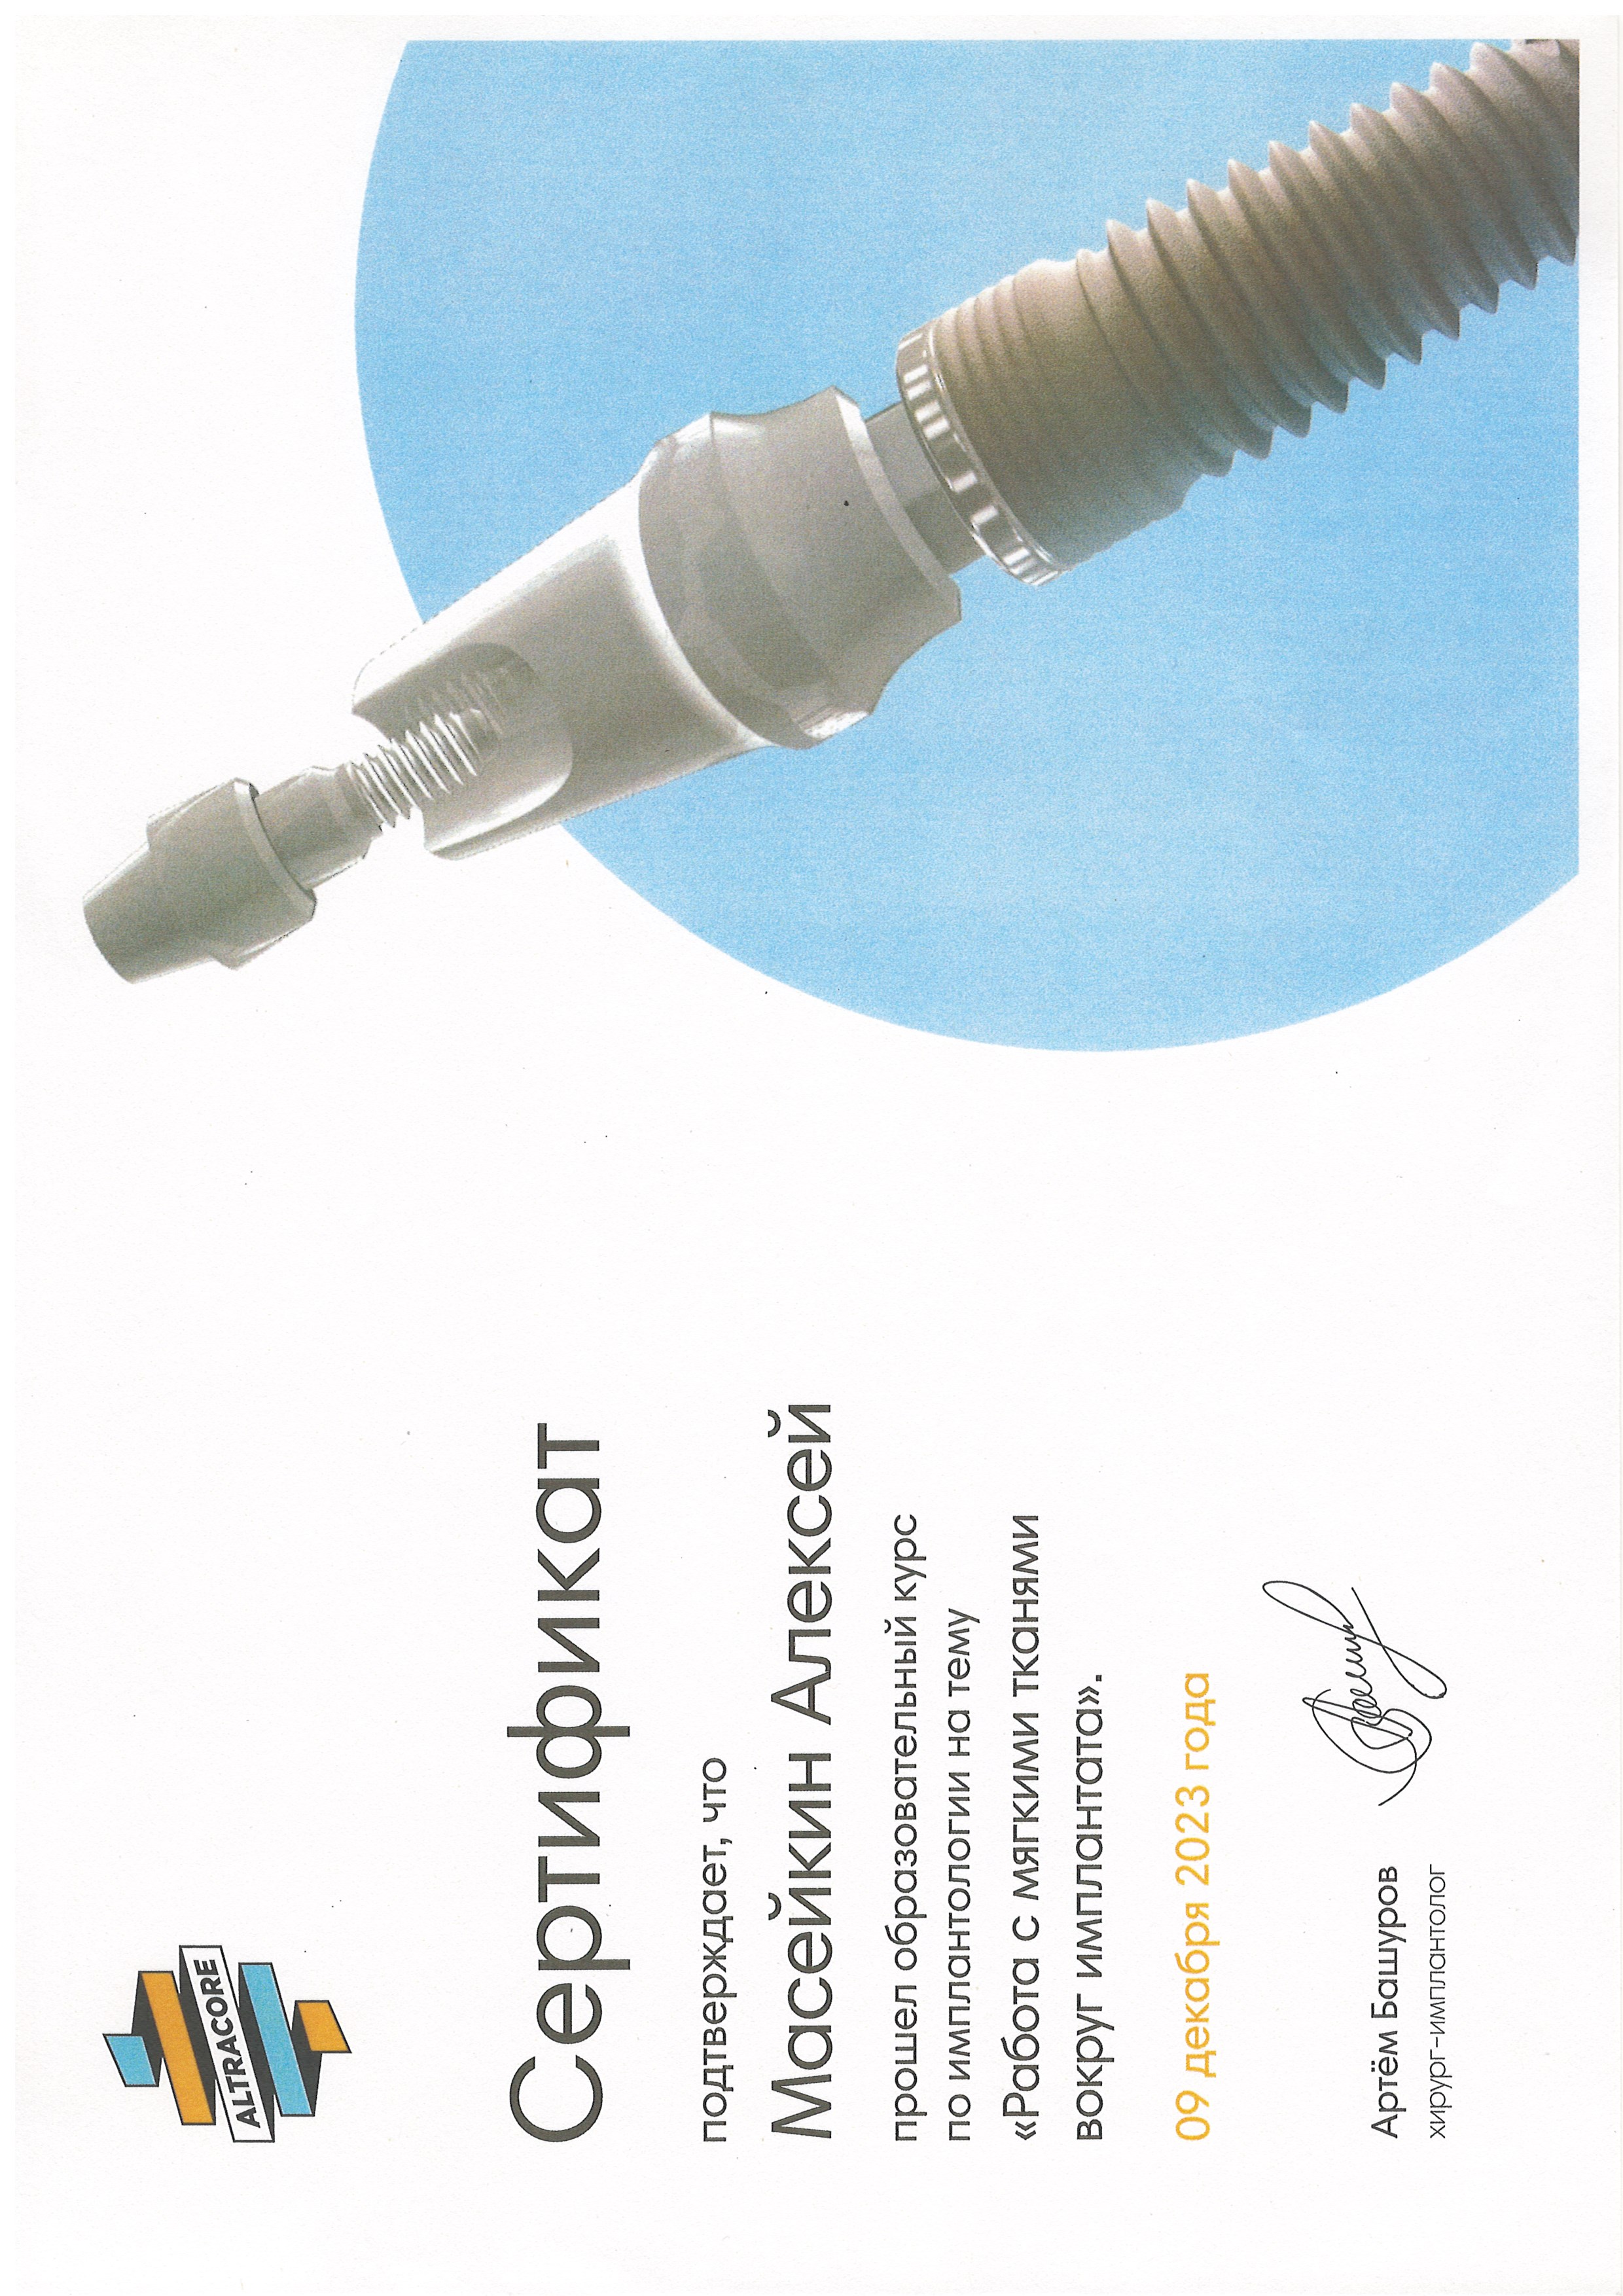 ALTRACORE
Сертификат
подтверждает, что
Масейкин Алексей
прошел образовательный курс
по имплантологии на тему
«Работа с мягкими тканями
вокруг имплантата».
09 декабря 2023 года
Артём Башуров
хирург-имплантолог